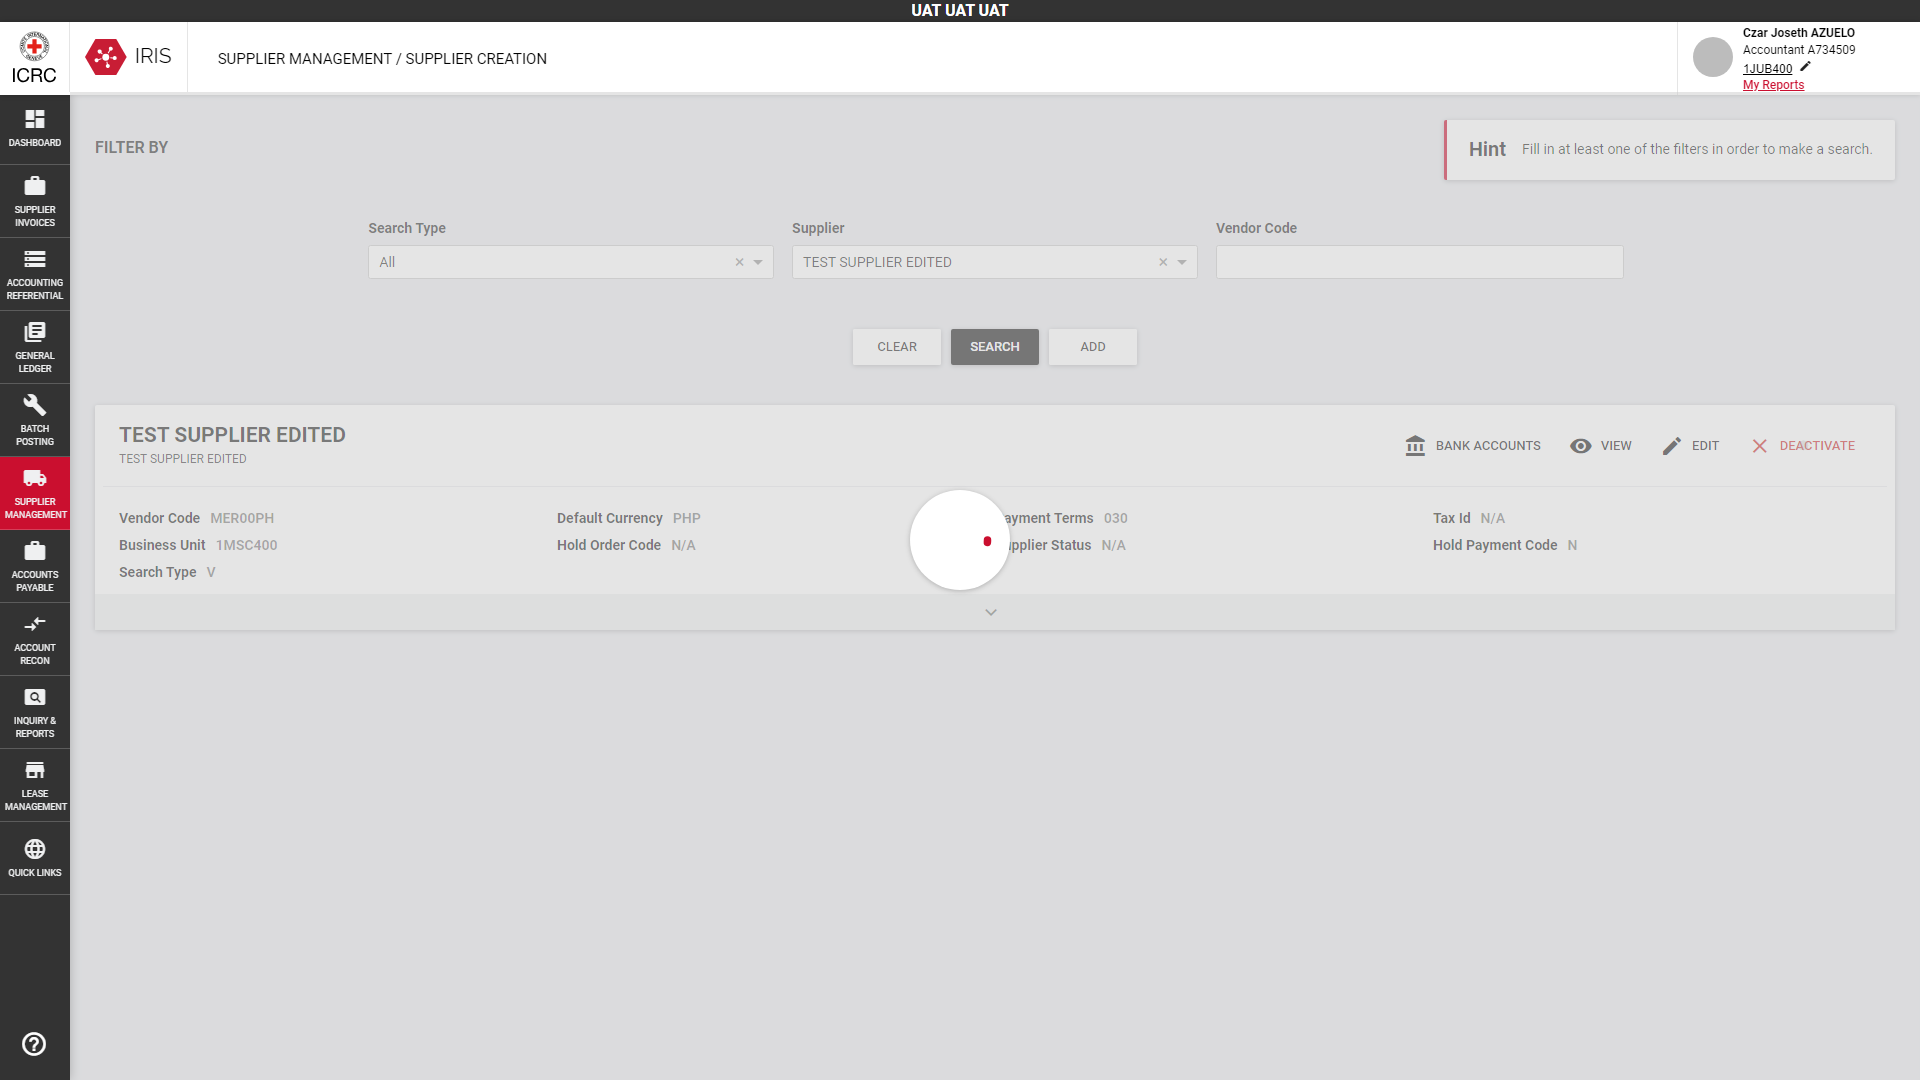 UAT UAT UAT
ICRC
IRIS
SUPPLIER MANAGEMENT / SUPPLIER CREATION
Czar Joseth AZUELO
Accountant A734509
1JUB400
My Reports
DASHBOARD
SUPPLIER
INVOICES
ACCOUNTING
REFERENTIAL
GENERAL
LEDGER
BATCH
POSTING
SUPPLIER
MANAGEMENT
ACCOUNTS
PAYABLE
ACCOUNT
RECON
INQUIRY &
REPORTS
LEASE
MANAGEMENT
QUICK LINKS
FILTER BY
Hint Fill in at least one of the filters in order to make a search.
Search Type Supplier Vendor Code
All TEST SUPPLIER EDITED
CLEAR SEARCH ADD
TEST SUPPLIER EDITED
TEST SUPPLIER EDITED
BANK ACCOUNTS VIEW EDIT DEACTIVATE
Vendor Code MER00PH Default Currency PHP ayment Terms 030 Tax Id N/A
Business Unit 1MSC400 Hold Order Code N/A pplier Status N/A Hold Payment Code N
Search Type V